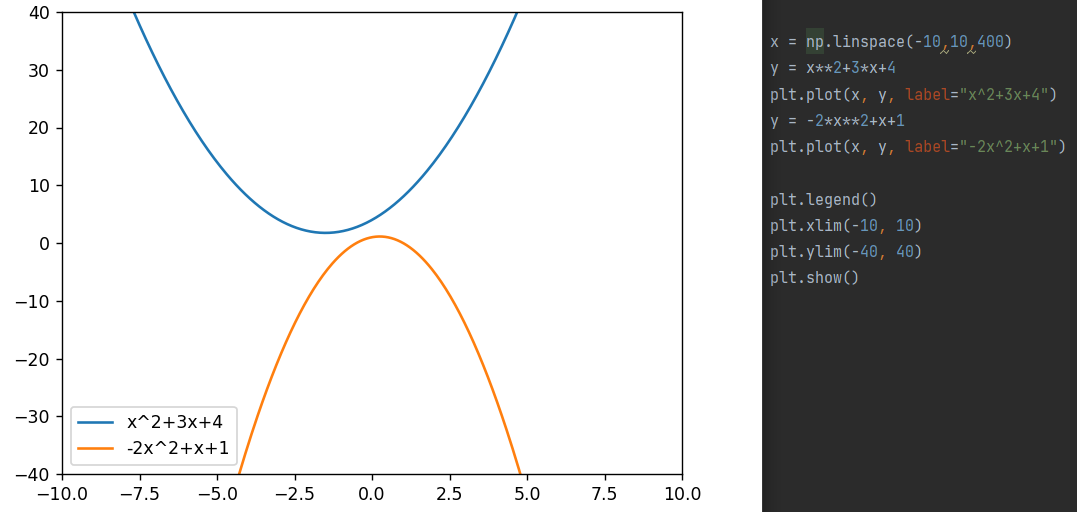 40
30
20
10
0
−10
−20
−30
−40
−10.0 −7.5 −5.0 −2.5 0.0 2.5 5.0 7.5 10.0
x^2+3x+4
-2x^2+x+1
x = np.linspace(-10,10,400)
y = x**2+3*x+4
plt.plot(x, y, label="x^2+3x+4")
y = -2*x**2+x+1
plt.plot(x, y, label="-2x^2+x+1")
plt.legend()
plt.xlim(-10, 10)
plt.ylim(-40, 40)
plt.show()